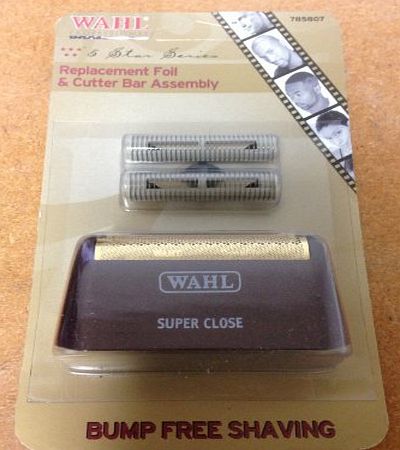 WAHL
785807
5 Star Series
Replacement Foil
& Cutter Bar Assembly
WAHL
SUPER CLOSE
BUMP FREE SHAVING